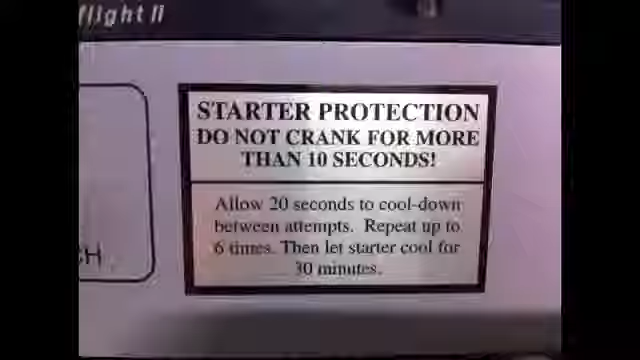 flight II
STARTER PROTECTION
DO NOT CRANK FOR MORE
THAN 10 SECONDS!
Allow 20 seconds to cool-down
between attempts. Repeat up to
6 times. Then let starter cool for
30 minutes.